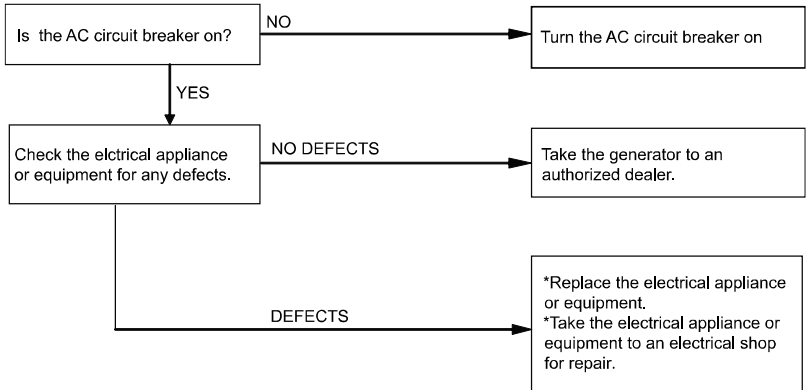 Is the AC circuit breaker on?
NO
Turn the AC circuit breaker on
YES
Check the elctrical appliance
or equipment for any defects.
NO DEFECTS
Take the generator to an
authorized dealer.
DEFECTS
*Replace the electrical appliance
or equipment.
*Take the electrical appliance or
equipment to an electrical shop
for repair.